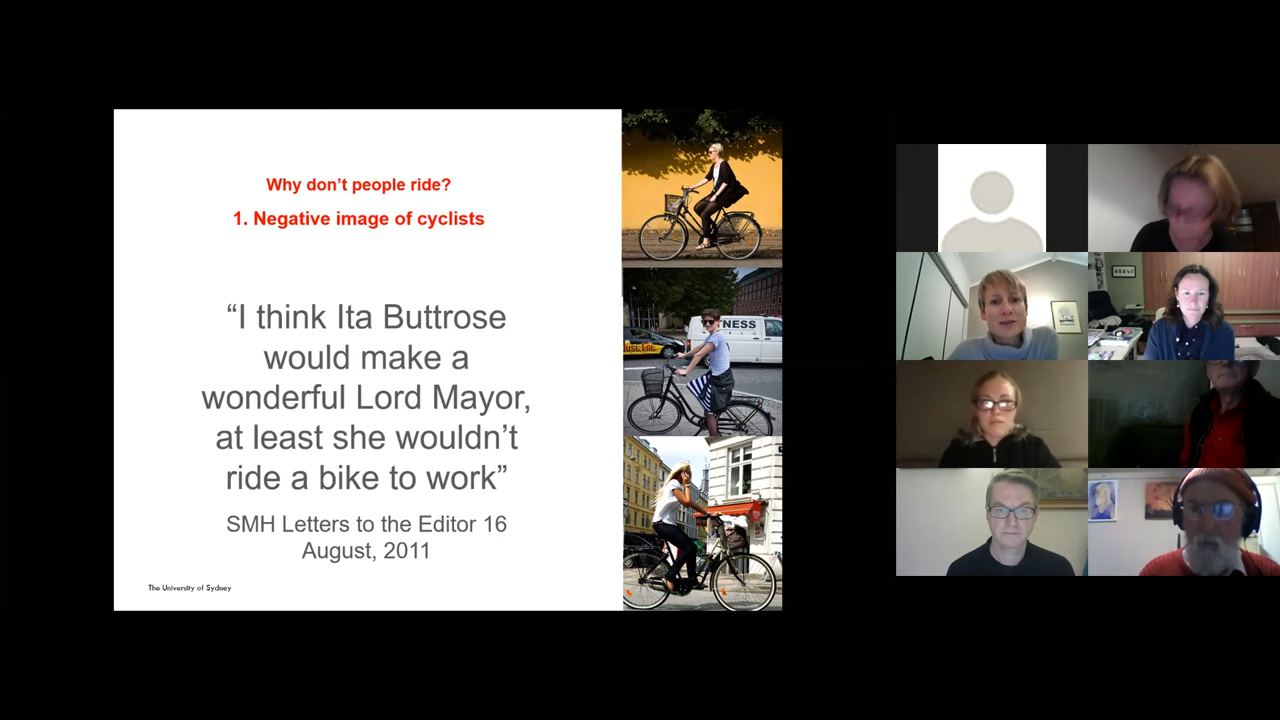 Why don't people ride?
1. Negative image of cyclists
“I think Ita Buttrose
would make a
wonderful Lord Mayor,
at least she wouldn’t
ride a bike to work”
SMH Letters to the Editor 16
August, 2011
The University of Sydney
TNESS